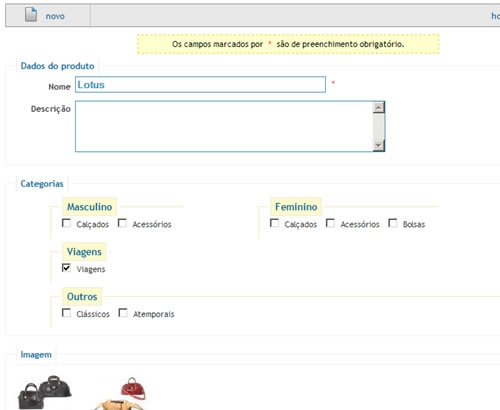 novo
ho
Os campos marcados por * são de preenchimento obrigatório.
Dados do produto
Nome Lotus *
Descrição
Categorias
Masculino
Calçados Acessórios
Feminino
Calçados Acessórios Bolsas
Viagens
Viagens
Outros
Clássicos Atemporais
Imagem